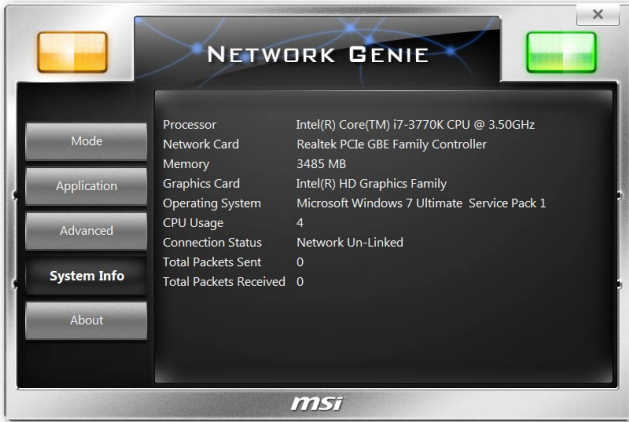 NETWORK GENIE
Mode
Application
Advanced
System Info
About
Processor Intel(R) Core(TM) i7-3770K CPU @ 3.50GHz
Network Card Realtek PCIe GBE Family Controller
Memory 3485 MB
Graphics Card Intel(R) HD Graphics Family
Operating System Microsoft Windows 7 Ultimate Service Pack 1
CPU Usage 4
Connection Status Network Un-Linked
Total Packets Sent 0
Total Packets Received 0
msi